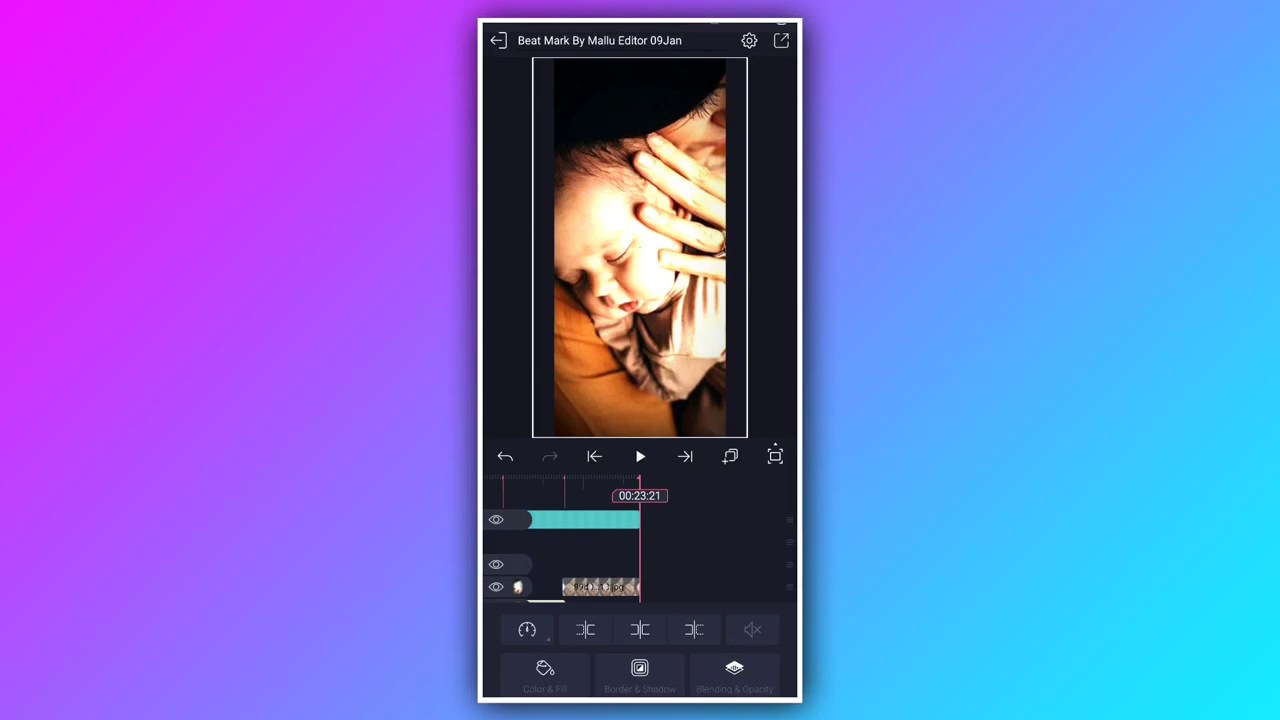 Beat Mark By Mallu Editor 09Jan
00:23:21
Color & Fill
Border & Shadow
Blending & Opacity